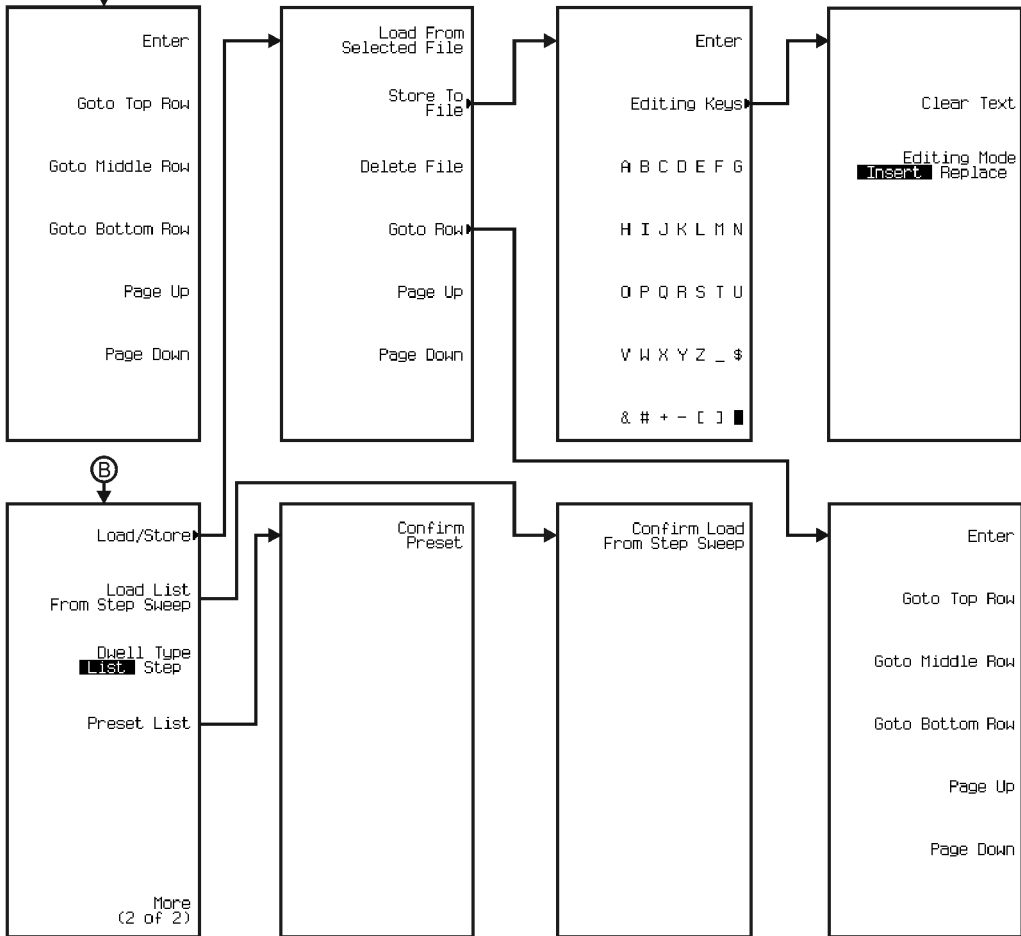 Enter
Goto Top Row
Goto Middle Row
Goto Bottom Row
Page Up
Page Down
Load From
Selected File
Store To
File
Delete File
Goto Row
Page Up
Page Down
Enter
Editing Keys
A B C D E F G
H I J K L M N
O P Q R S T U
V W X Y Z _ $
& # + - [ ]
Clear Text
Editing Mode
Insert Replace
B
Load/Store
Load List
From Step Sweep
Dwell Type
List Step
Preset List
More
(2 of 2)
Confirm
Preset
Confirm Load
From Step Sweep
Enter
Goto Top Row
Goto Middle Row
Goto Bottom Row
Page Up
Page Down